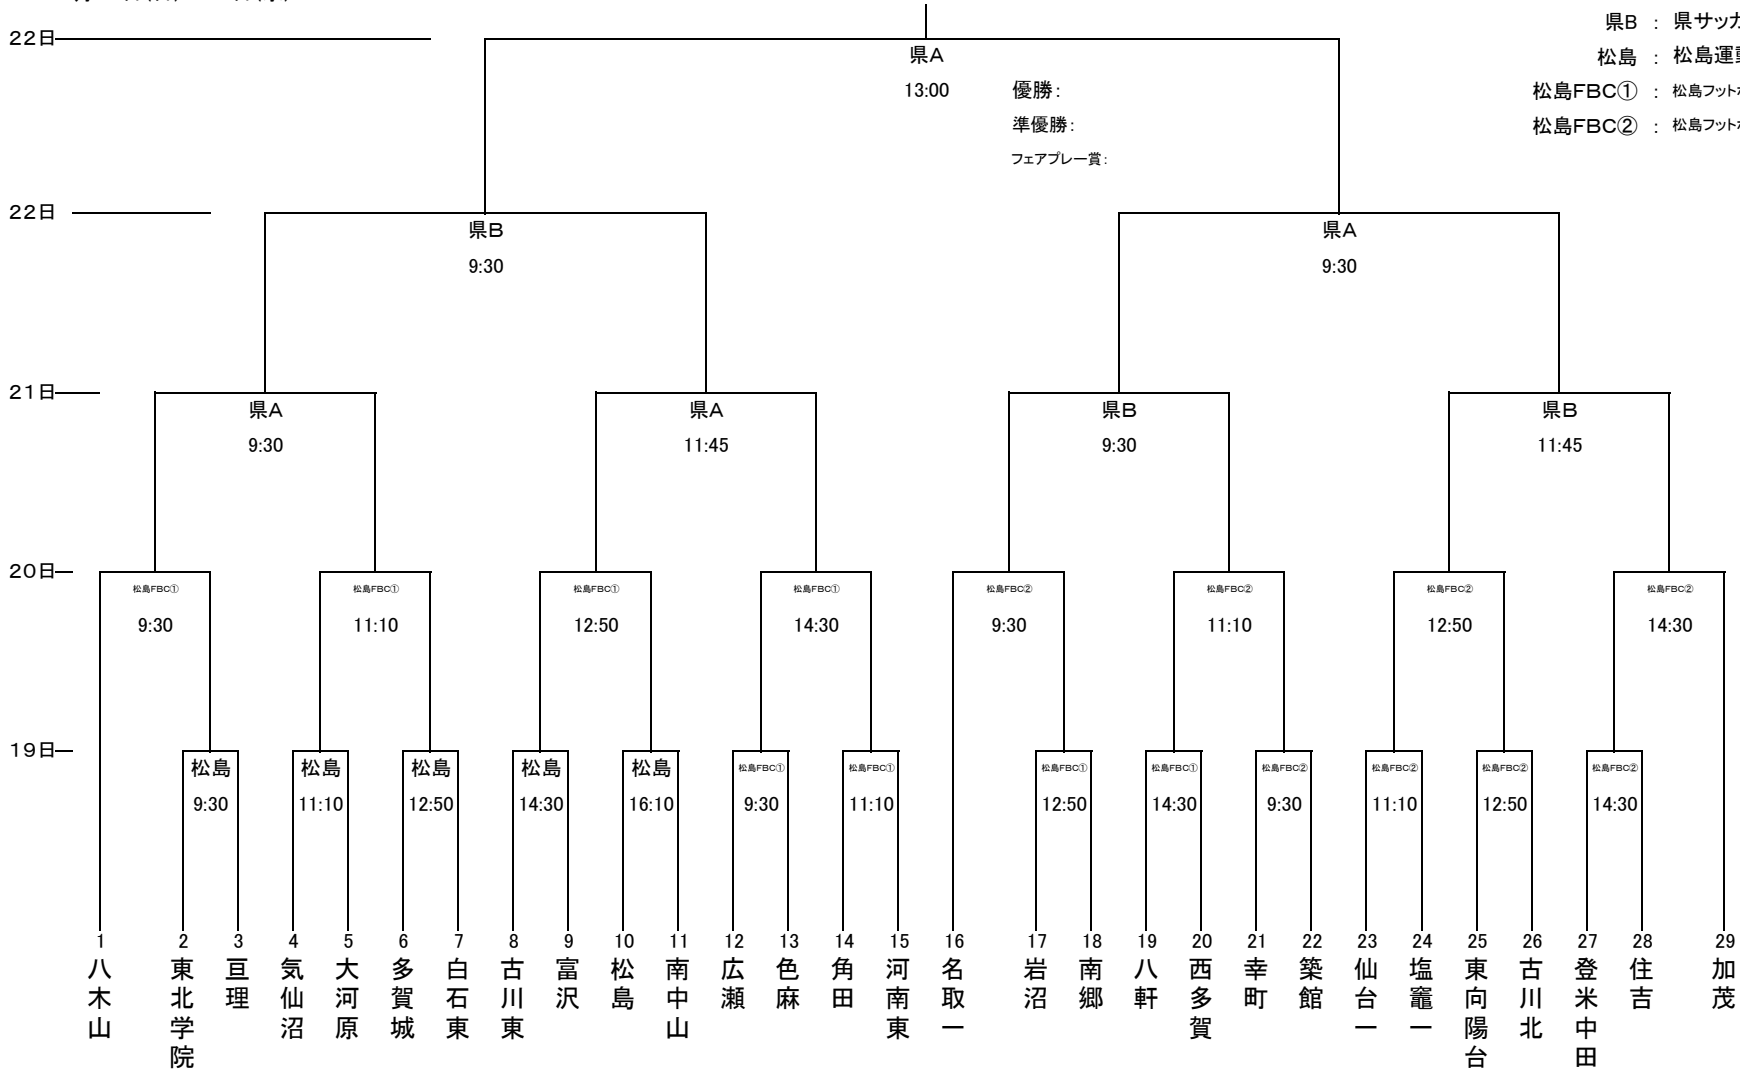 22日
県A
13:00
優勝：
準優勝：
フェアプレー賞：
県B ： 県サッカ
松島 ： 松島運
松島FBC① ： 松島フット
松島FBC② ： 松島フット
22日
県B
9:30
県A
9:30
21日
県A
9:30
県A
11:45
県B
9:30
県B
11:45
20日
松島FBC①
9:30
松島FBC①
11:10
松島FBC①
12:50
松島FBC①
14:30
松島FBC②
9:30
松島FBC②
11:10
松島FBC②
12:50
松島FBC②
14:30
19日
松島
9:30
松島
11:10
松島
12:50
松島
14:30
松島
16:10
松島FBC①
9:30
松島FBC①
11:10
松島FBC①
12:50
松島FBC①
14:30
松島FBC②
9:30
松島FBC②
11:10
松島FBC②
12:50
松島FBC②
14:30
1
八木山
2
東北学院
3
亘理
4
気仙沼
5
大河原
6
多賀城
7
白石東
8
古川東
9
富沢
10
松島
11
南中山
12
広瀬
13
色麻
14
角田
15
河南東
16
名取一
17
岩沼
18
南郷
19
八軒
20
西多賀
21
幸町
22
築館
23
仙台一
24
塩竈一
25
東向陽台
26
古川北
27
登米中田
28
住吉
29
加茂